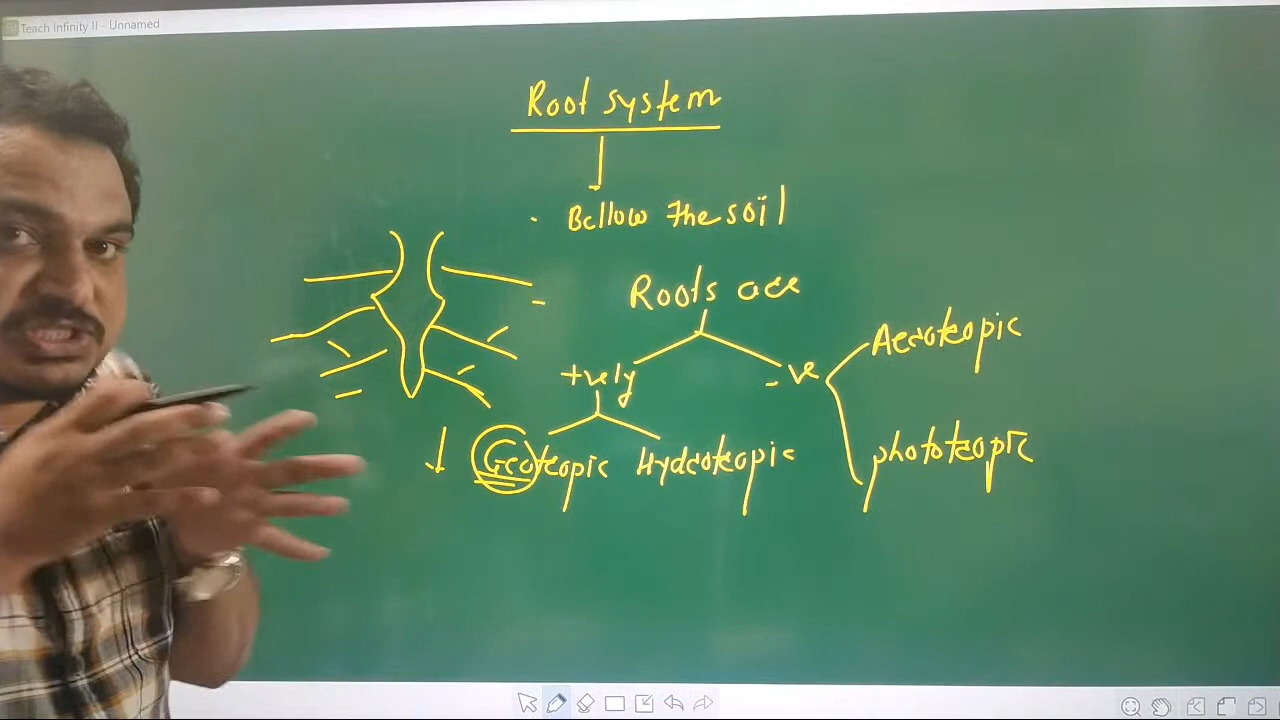 Teach Infinity II - Unnamed
Root system
Bellow the soil
Roots are
Aerotropic
+vely
-ve
Geotropic Hydrotropic
phototropic